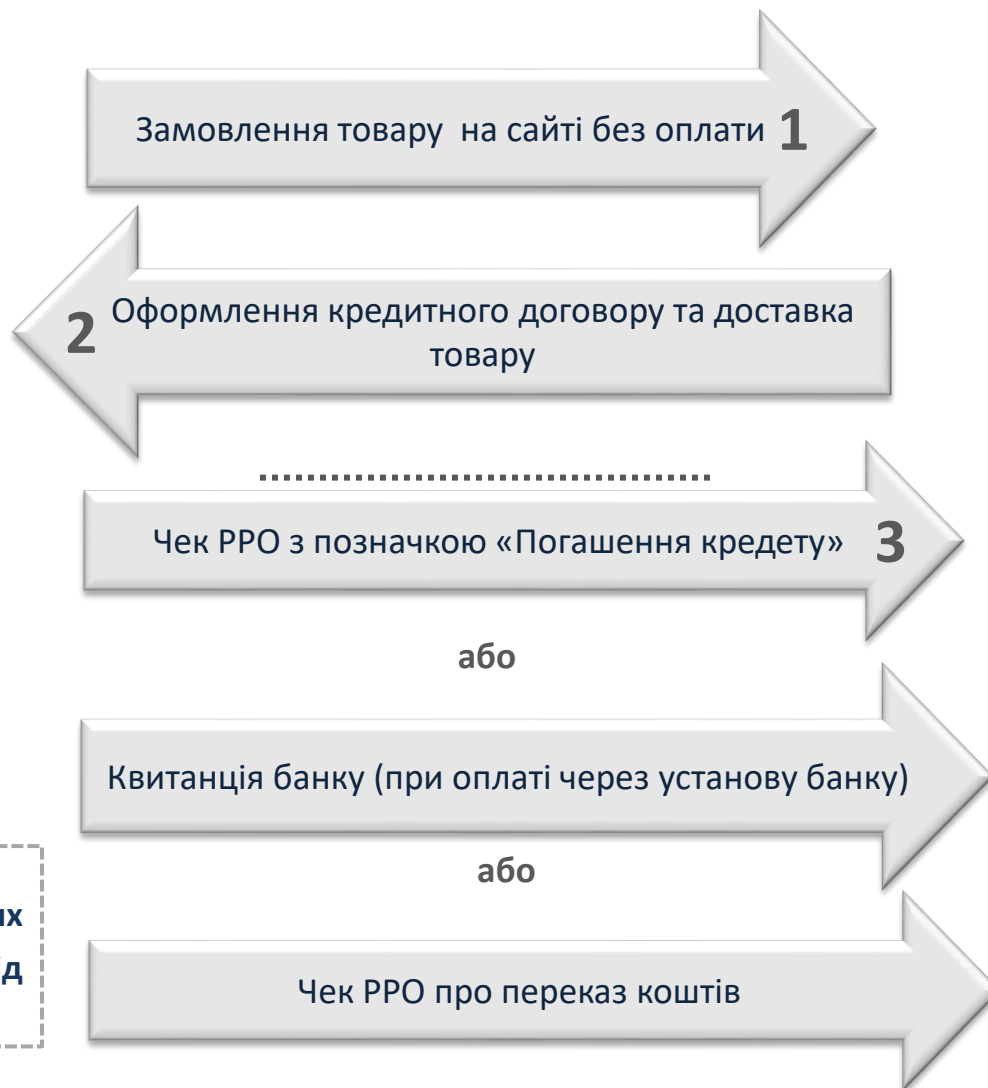 Замовлення товару на сайті без оплати 1
2 Оформлення кредитного договору та доставка
товару
Чек РРО з позначкою «Погашення кредету» 3
або
Квитанція банку (при оплаті через установу банку)
або
Чек РРО про переказ коштів